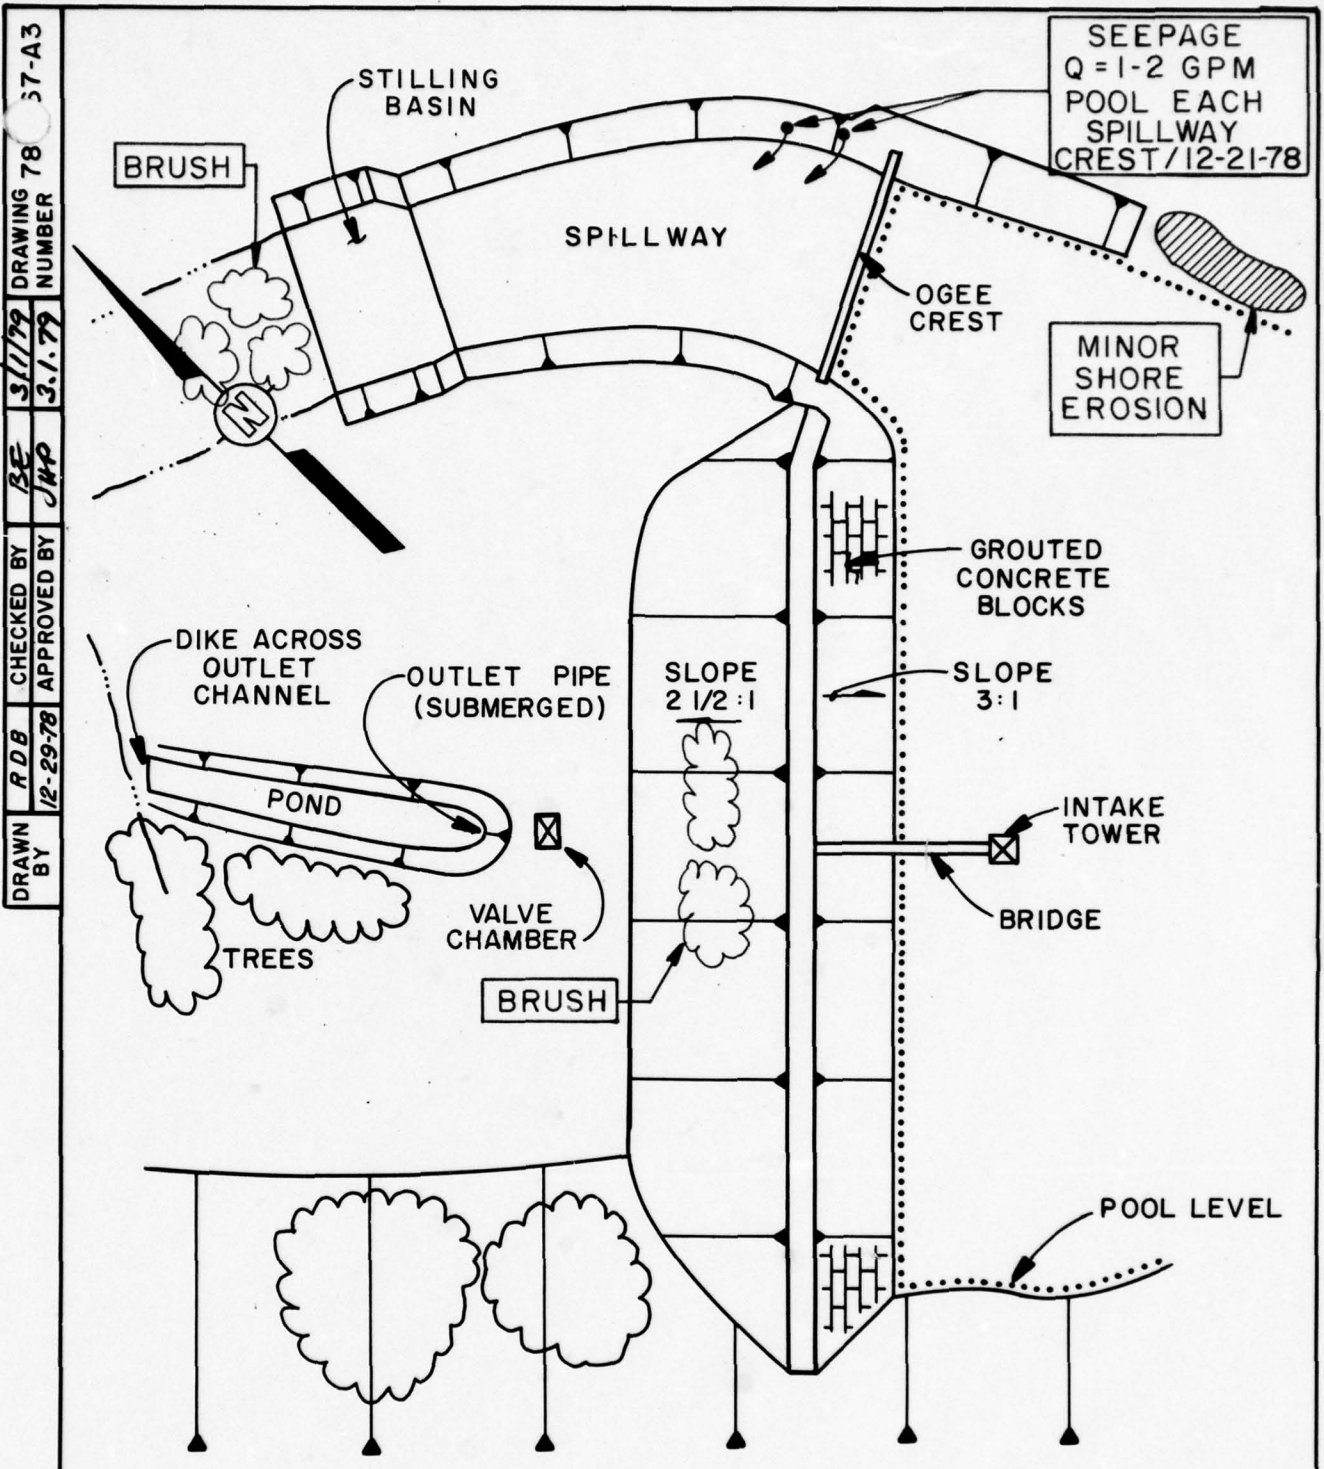 DRAWING
NUMBER
78
57-A3
3/1/79
3.1.79
BE
JHP
CHECKED BY
APPROVED BY
RDB
12-29-78
DRAWN
BY
STILLING
BASIN
BRUSH
SEEPAGE
Q = 1-2 GPM
POOL EACH
SPILLWAY
CREST / 12-21-78
SPILLWAY
OGEE
CREST
MINOR
SHORE
EROSION
N
GROUTED
CONCRETE
BLOCKS
DIKE ACROSS
OUTLET
CHANNEL
OUTLET PIPE
(SUBMERGED)
SLOPE
2 1/2 : 1
SLOPE
3 : 1
POND
INTAKE
TOWER
VALVE
CHAMBER
BRIDGE
TREES
BRUSH
POOL LEVEL